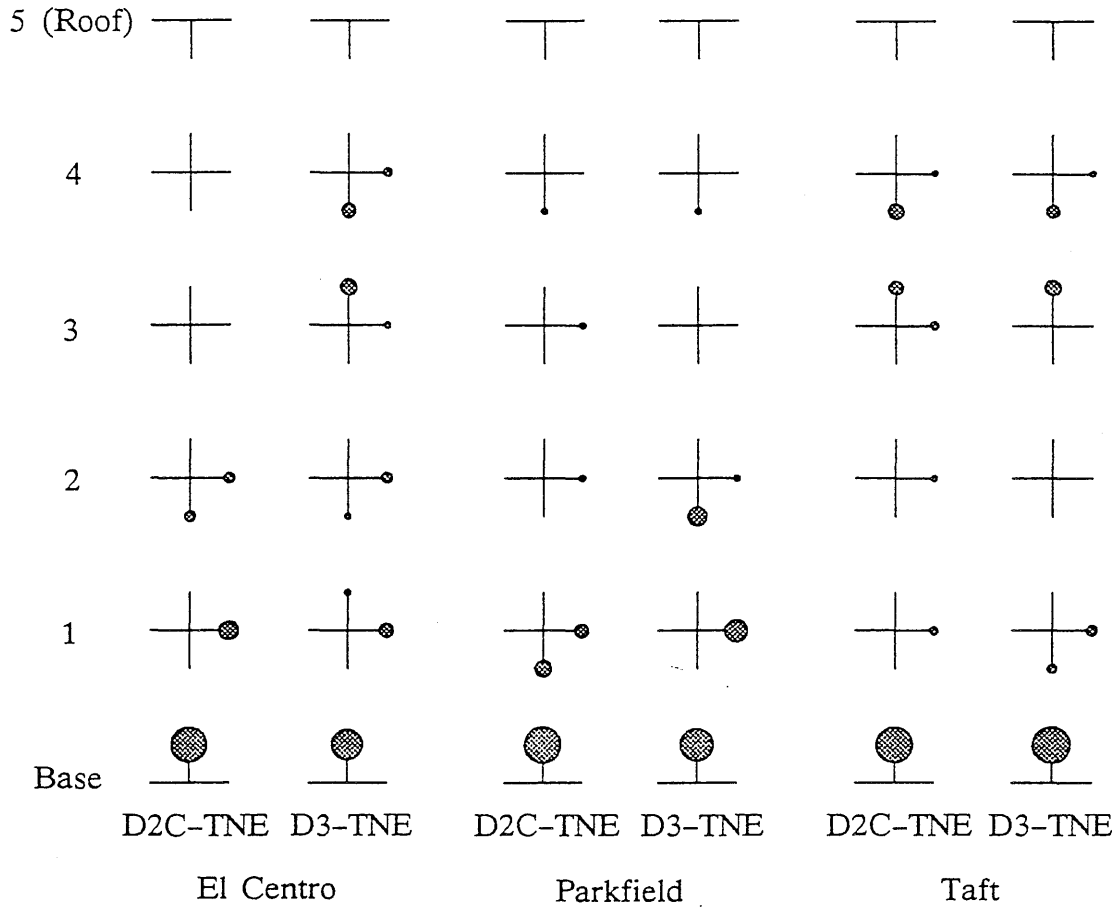 5 (Roof)
4
3
2
1
Base
D2C-TNE D3-TNE D2C-TNE D3-TNE D2C-TNE D3-TNE
El Centro Parkfield Taft